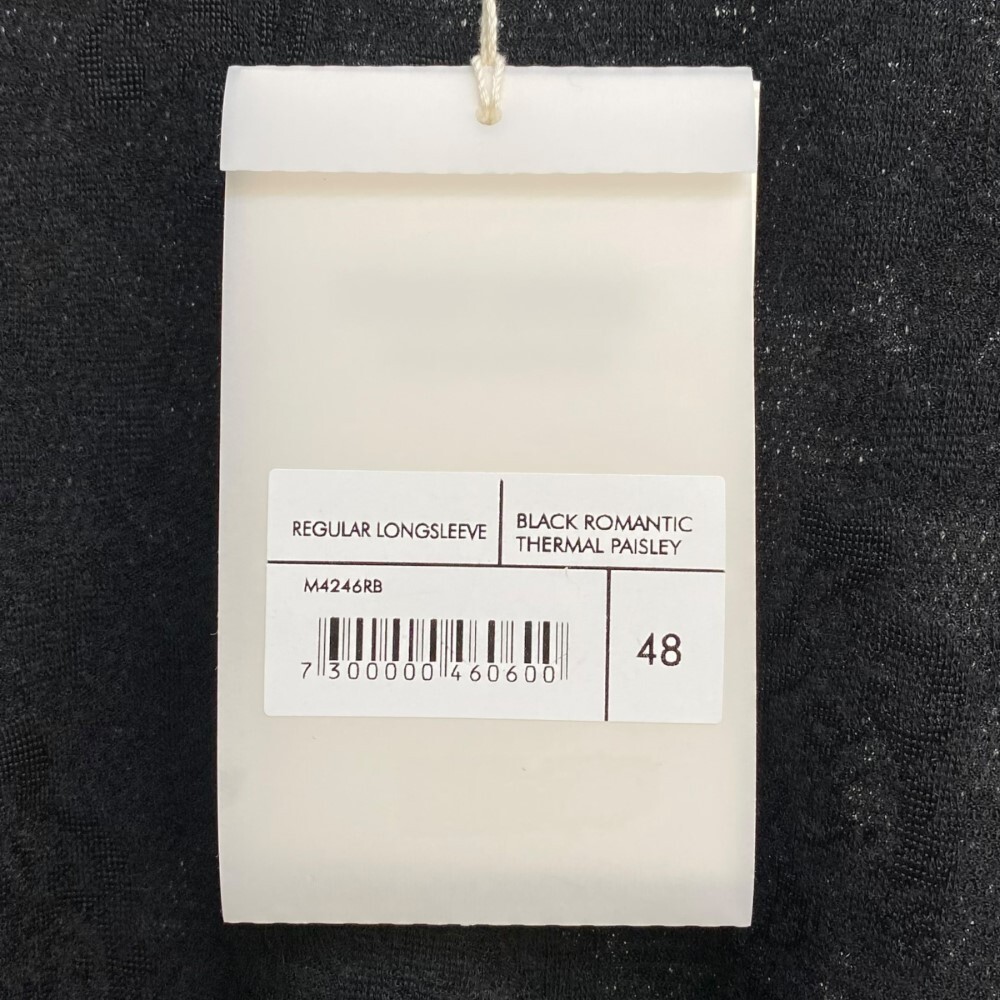 REGULAR LONGSLEEVE
BLACK ROMANTIC
THERMAL PAISLEY
M4246RB
7 300000 460600
48